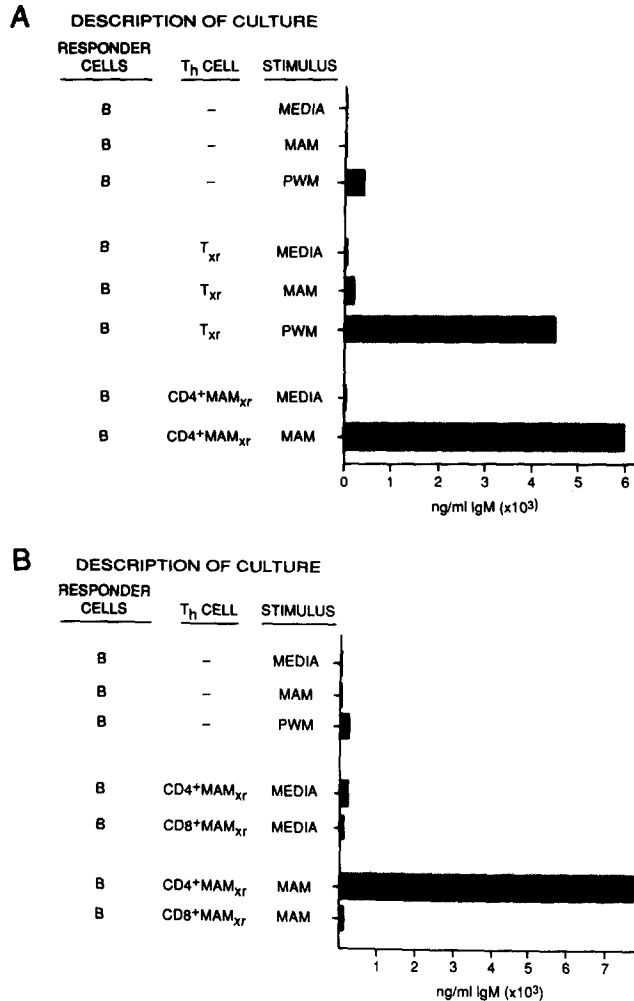 A
DESCRIPTION OF CULTURE
RESPONDER CELLS Th CELL STIMULUS
B – MEDIA
B – MAM
B – PWM
B Txr MEDIA
B Txr MAM
B Txr PWM
B CD4+MAMxr MEDIA
B CD4+MAMxr MAM
0 1 2 3 4 5 6
ng/ml IgM (x10³)
B
DESCRIPTION OF CULTURE
RESPONDER CELLS Th CELL STIMULUS
B – MEDIA
B – MAM
B – PWM
B CD4+MAMxr MEDIA
B CD8+MAMxr MEDIA
B CD4+MAMxr MAM
B CD8+MAMxr MAM
1 2 3 4 5 6 7
ng/ml IgM (x10³)